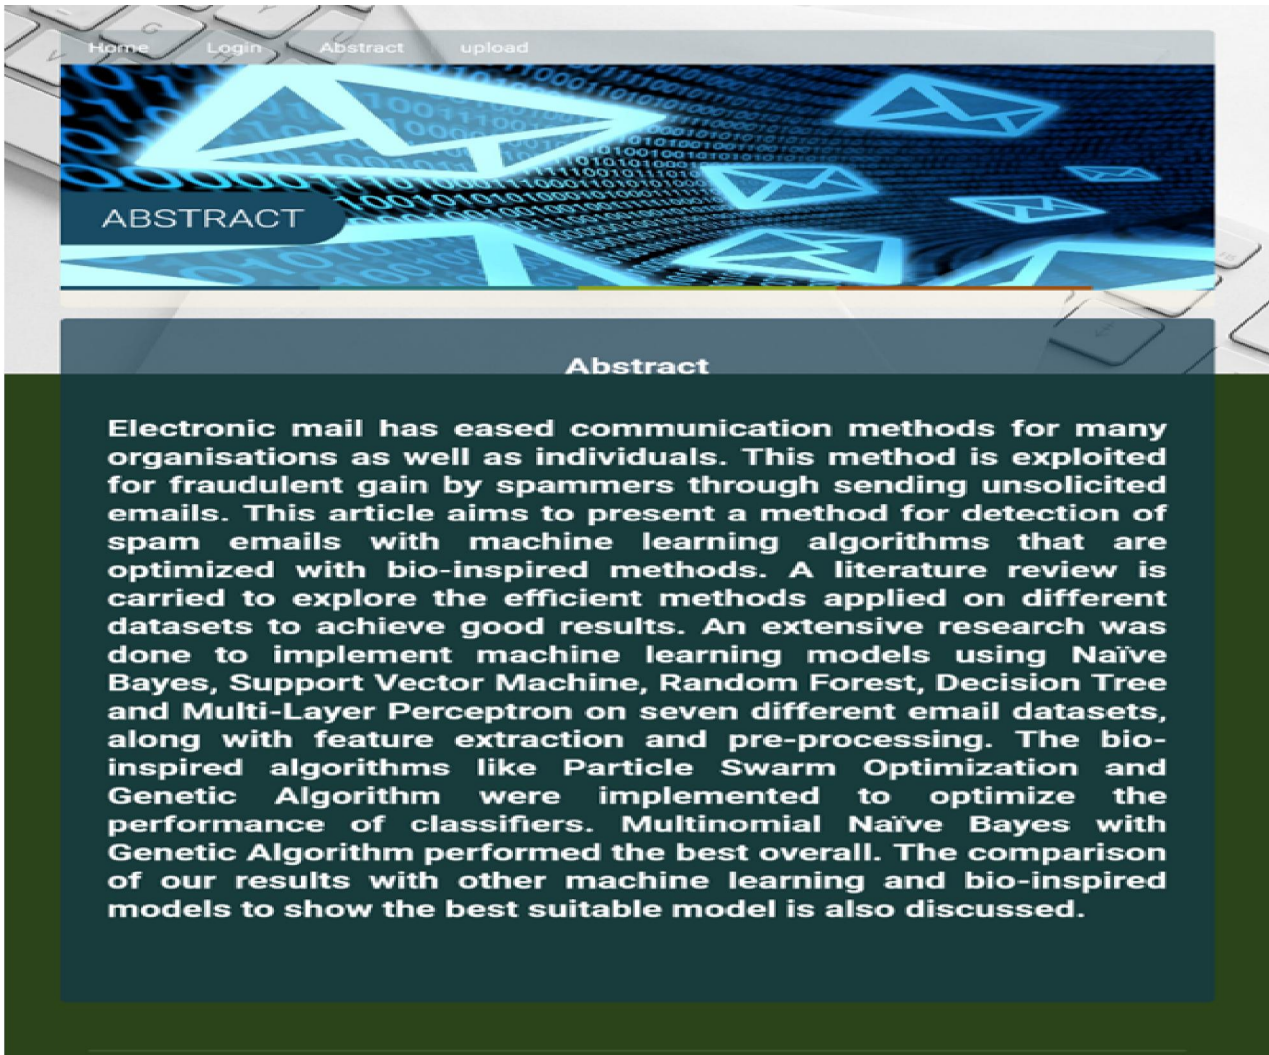 Home Login Abstract upload
ABSTRACT
Abstract
Electronic mail has eased communication methods for many
organisations as well as individuals. This method is exploited
for fraudulent gain by spammers through sending unsolicited
emails. This article aims to present a method for detection of
spam emails with machine learning algorithms that are
optimized with bio-inspired methods. A literature review is
carried to explore the efficient methods applied on different
datasets to achieve good results. An extensive research was
done to implement machine learning models using Naïve
Bayes, Support Vector Machine, Random Forest, Decision Tree
and Multi-Layer Perceptron on seven different email datasets,
along with feature extraction and pre-processing. The bio-
inspired algorithms like Particle Swarm Optimization and
Genetic Algorithm were implemented to optimize the
performance of classifiers. Multinomial Naïve Bayes with
Genetic Algorithm performed the best overall. The comparison
of our results with other machine learning and bio-inspired
models to show the best suitable model is also discussed.